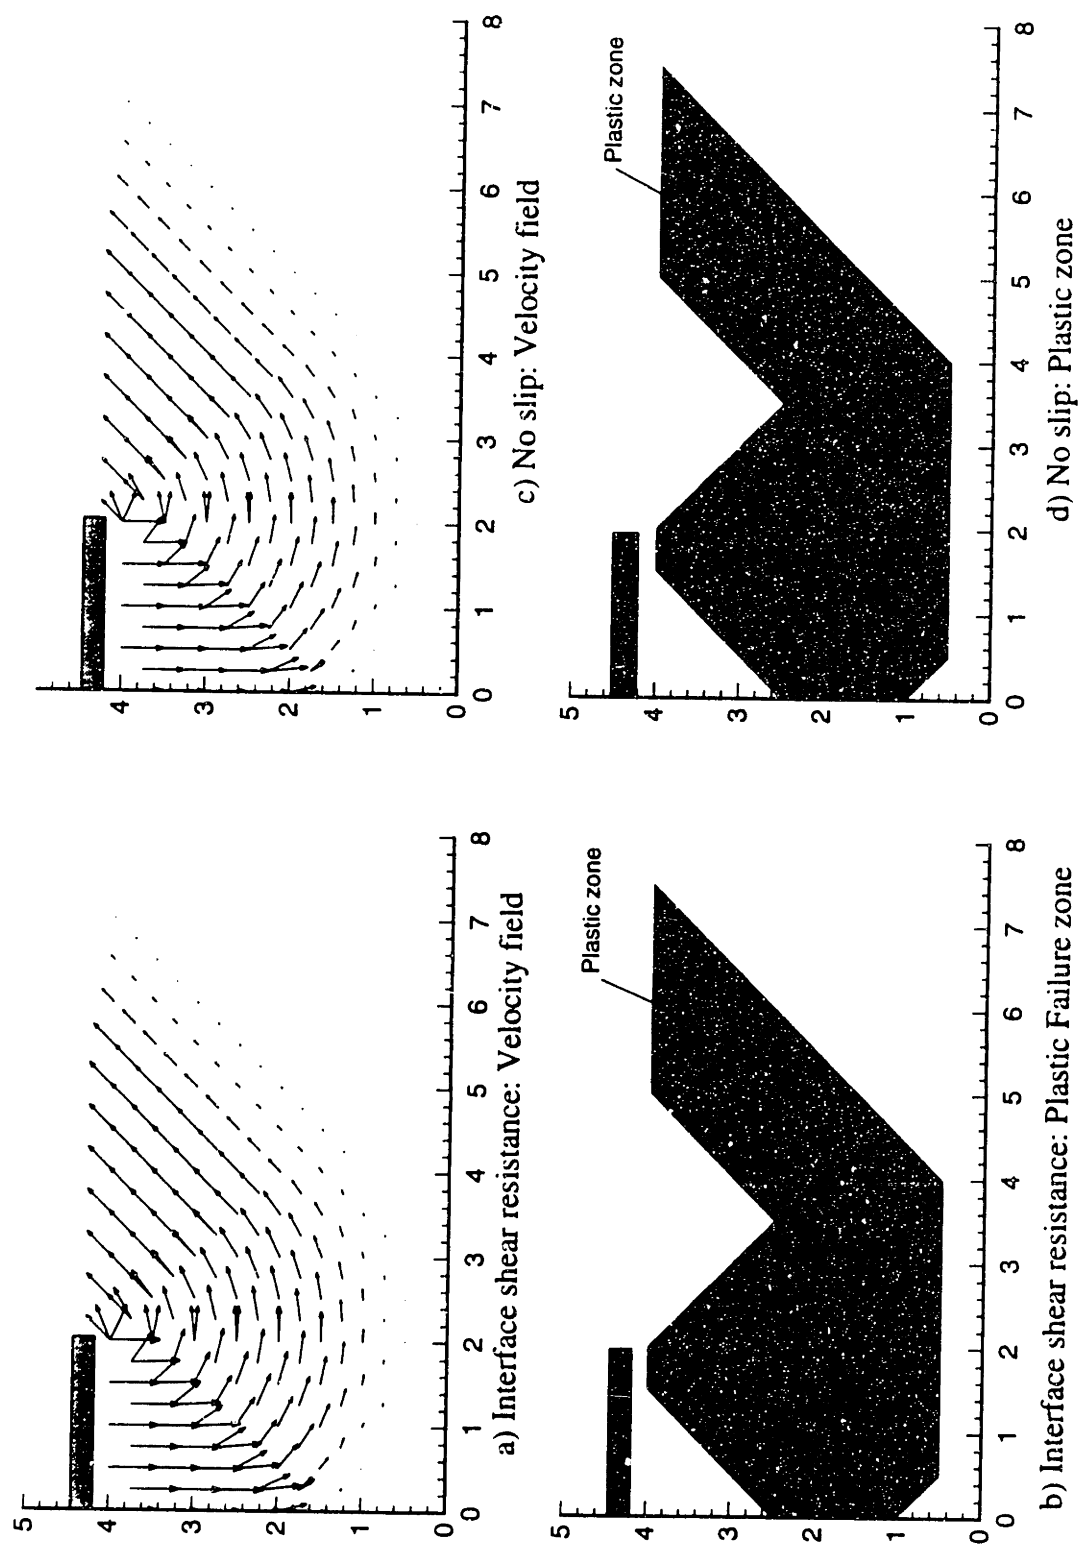 5
4
3
2
1
0
0 1 2 3 4 5 6 7 8
a) Interface shear resistance: Velocity field
4
3
2
1
0
0 1 2 3 4 5 6 7 8
c) No slip: Velocity field
Plastic zone
5
4
3
2
1
0
0 1 2 3 4 5 6 7 8
b) Interface shear resistance: Plastic Failure zone
Plastic zone
5
4
3
2
1
0
0 1 2 3 4 5 6 7 8
d) No slip: Plastic zone